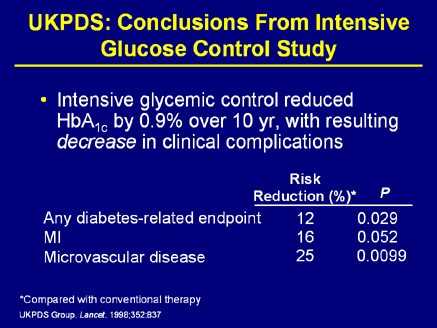 UKPDS: Conclusions From Intensive
Glucose Control Study
• Intensive glycemic control reduced
HbA1c by 0.9% over 10 yr, with resulting
decrease in clinical complications
Risk
Reduction (%)* P
Any diabetes-related endpoint 12 0.029
MI 16 0.052
Microvascular disease 25 0.0099
*Compared with conventional therapy
UKPDS Group. Lancet. 1998;352:837